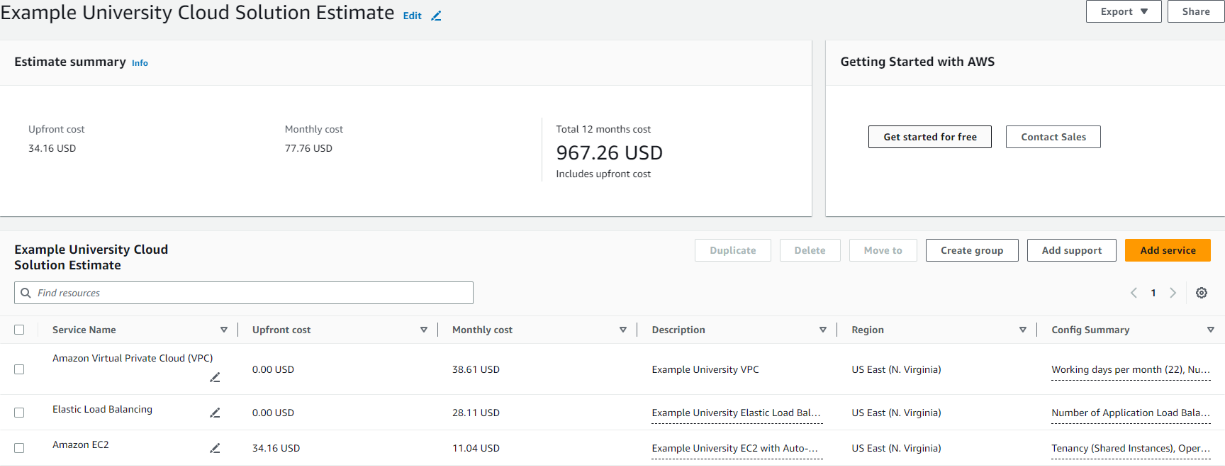 Example University Cloud Solution Estimate Edit
Export Share
Estimate summary Info
Getting Started with AWS
Upfront cost Monthly cost Total 12 months cost
34.16 USD 77.76 USD 967.26 USD
Includes upfront cost
Get started for free Contact Sales
Example University Cloud
Solution Estimate
Duplicate Delete Move to Create group Add support Add service
Find resources
1
Service Name Upfront cost Monthly cost Description Region Config Summary
Amazon Virtual Private Cloud (VPC) 0.00 USD 38.61 USD Example University VPC US East (N. Virginia) Working days per month (22), Nu...
Elastic Load Balancing 0.00 USD 28.11 USD Example University Elastic Load Bal... US East (N. Virginia) Number of Application Load Bala...
Amazon EC2 34.16 USD 11.04 USD Example University EC2 with Auto-... US East (N. Virginia) Tenancy (Shared Instances), Oper...